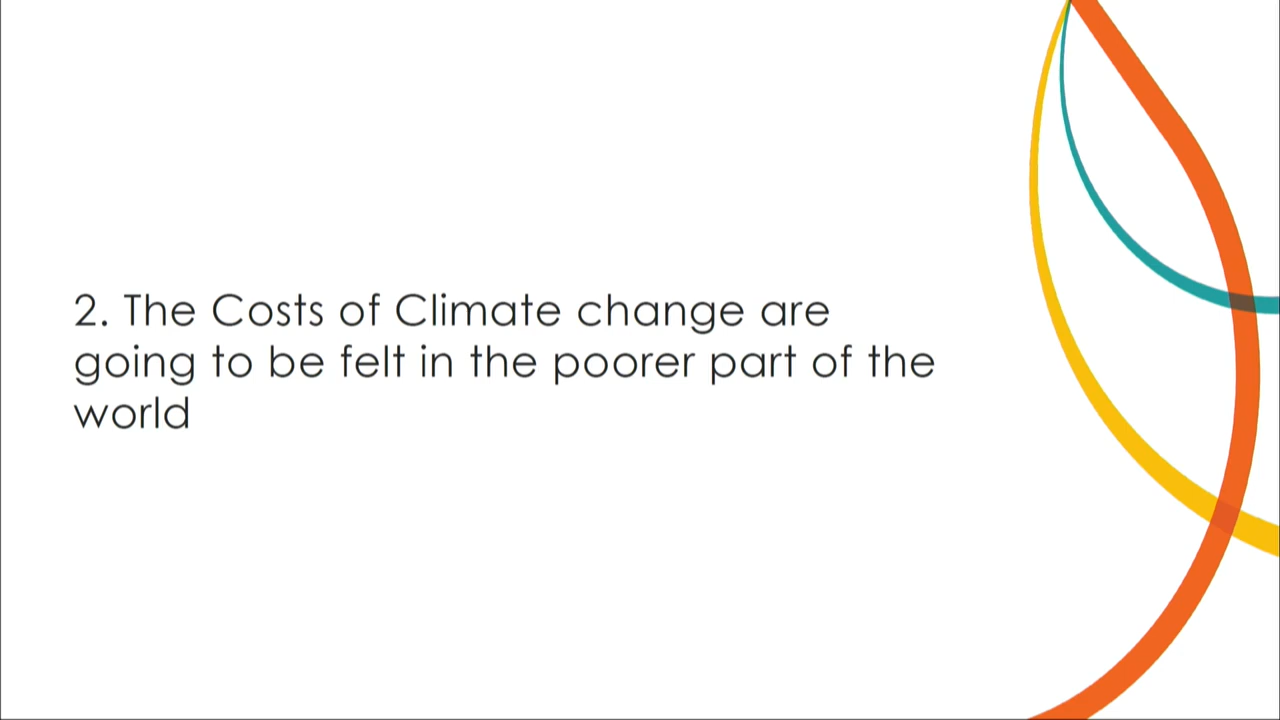 2. The Costs of Climate change are
going to be felt in the poorer part of the
world